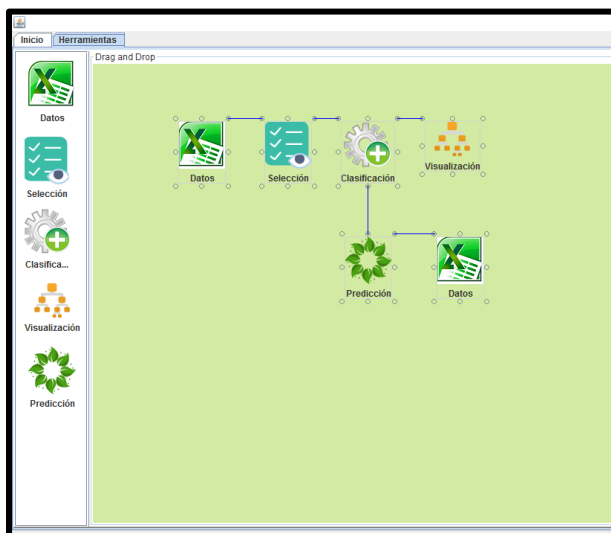 Inicio Herramientas
Drag and Drop
Datos
Selección
Clasifica...
Visualización
Predicción
Datos Selección Clasificación Visualización
Predicción Datos